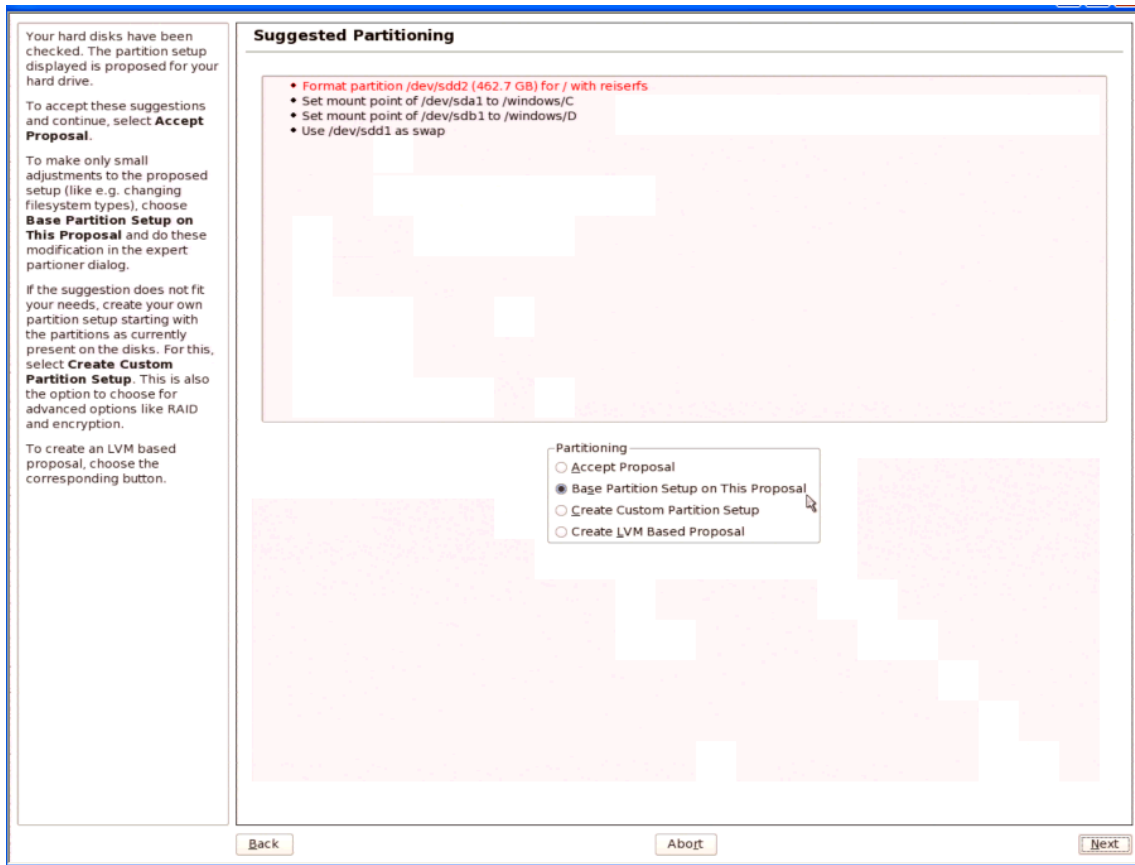 Your hard disks have been
checked. The partition setup
displayed is proposed for your
hard drive.
To accept these suggestions
and continue, select Accept
Proposal.
To make only small
adjustments to the proposed
setup (like e.g. changing
filesystem types), choose
Base Partition Setup on
This Proposal and do these
modification in the expert
partioner dialog.
If the suggestion does not fit
your needs, create your own
partition setup starting with
the partitions as currently
present on the disks. For this,
select Create Custom
Partition Setup. This is also
the option to choose for
advanced options like RAID
and encryption.
To create an LVM based
proposal, choose the
corresponding button.
Suggested Partitioning
• Format partition /dev/sdd2 (462.7 GB) for / with reiserfs
• Set mount point of /dev/sda1 to /windows/C
• Set mount point of /dev/sdb1 to /windows/D
• Use /dev/sdd1 as swap
Partitioning
Accept Proposal
Base Partition Setup on This Proposal
Create Custom Partition Setup
Create LVM Based Proposal
Back
Abort
Next